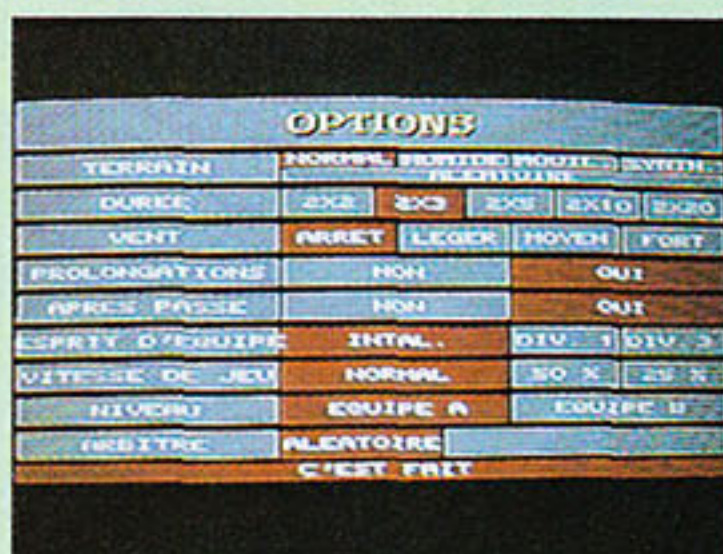 OPTIONS
TERRAIN NORMAL HUMIDE MOUIL. SYNTH.
ALEATOIRE
DUREE 2X2 2X3 2X5 2X10 2X20
VENT ARRET LEGER MOYEN FORT
PROLONGATIONS NON OUI
APRES PASSE NON OUI
ESPRIT D'EQUIPE INTAL. DIV. 1 DIV. 3
VITESSE DE JEU NORMAL 50 % 25 %
NIVEAU EQUIPE A EQUIPE B
ARBITRE ALEATOIRE
C'EST FAIT